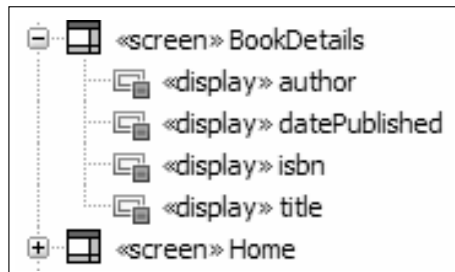 «screen» BookDetails
«display» author
«display» datePublished
«display» isbn
«display» title
«screen» Home